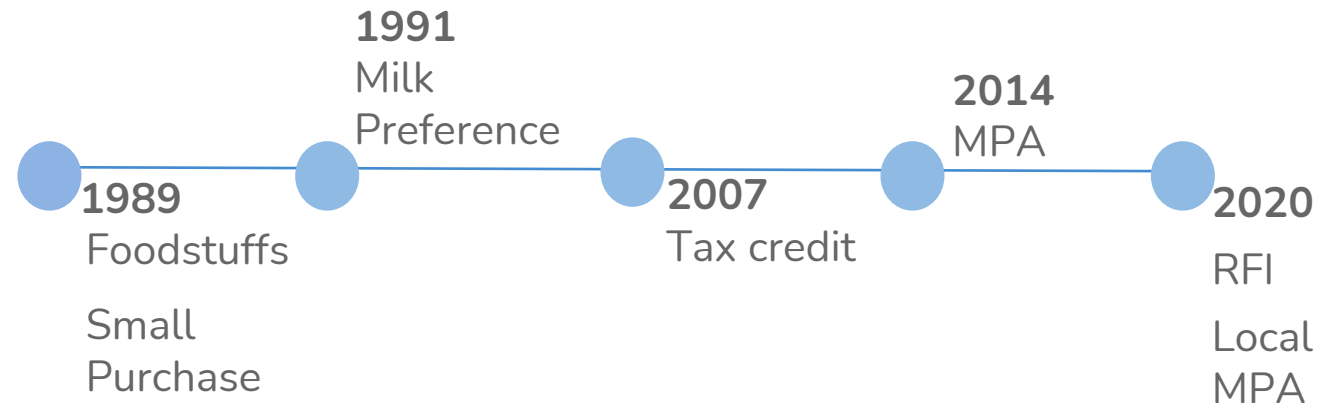 1989
Foodstuffs
Small
Purchase
1991
Milk
Preference
2007
Tax credit
2014
MPA
2020
RFI
Local
MPA